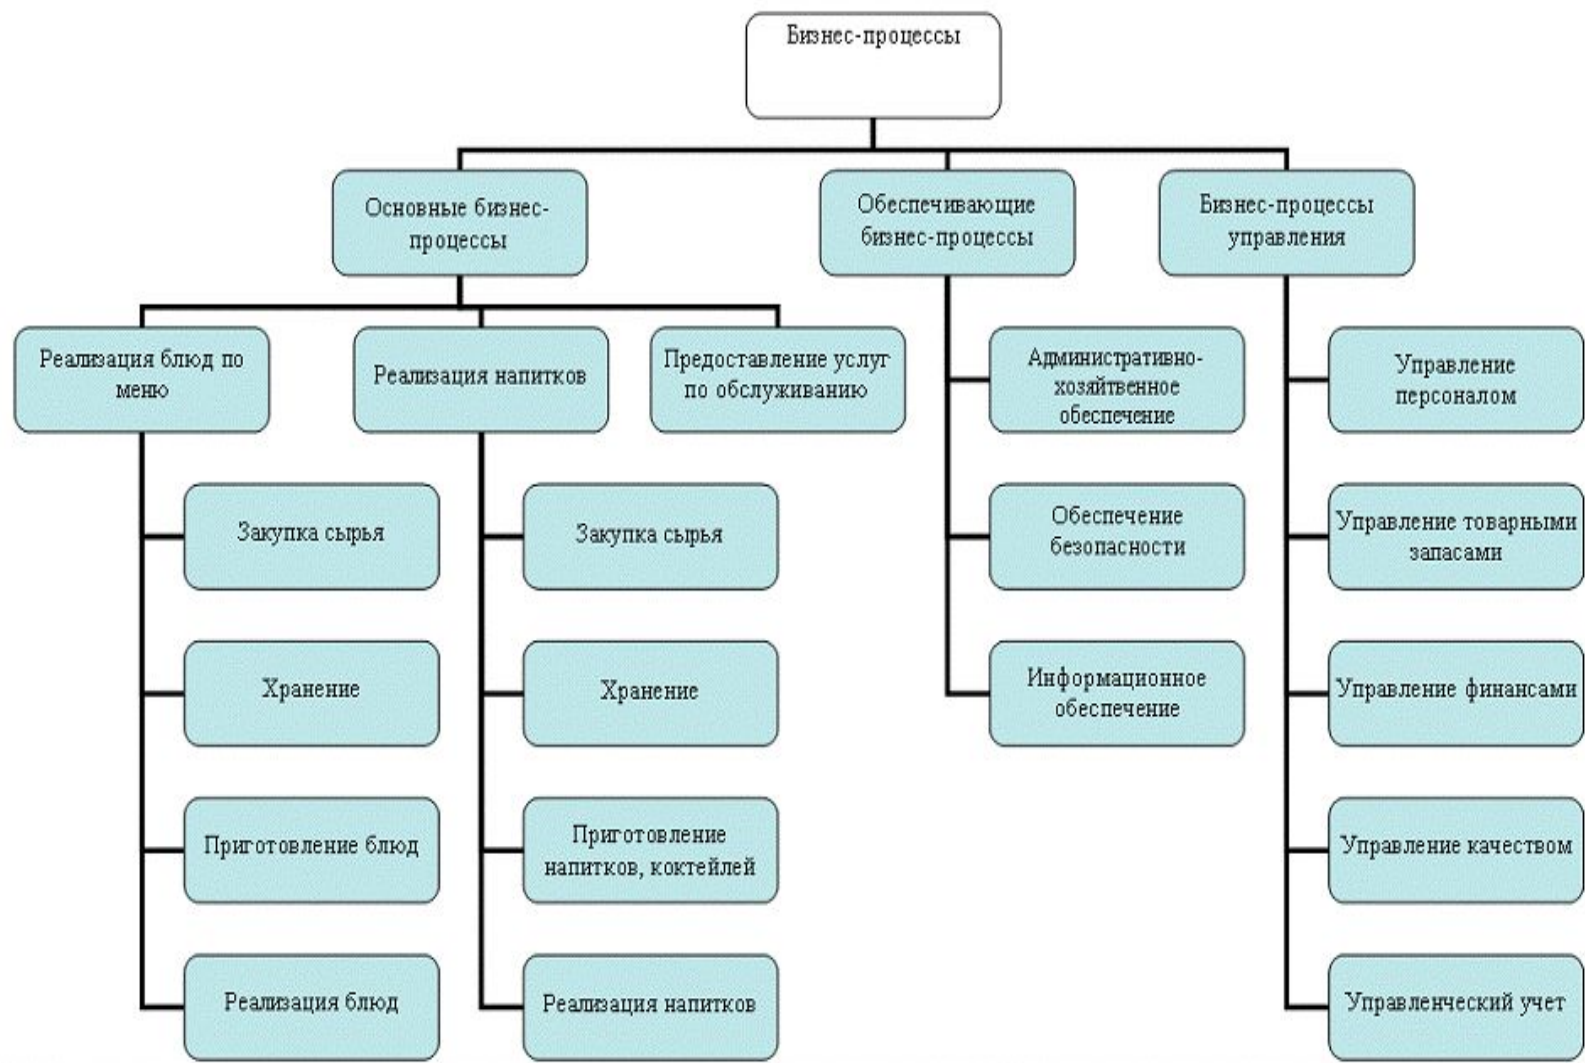 Бизнес-процессы
Основные бизнес-
процессы
Обеспечивающие
бизнес-процессы
Бизнес-процессы
управления
Реализация блюд по
меню
Реализация напитков
Предоставление услуг
по обслуживанию
Административно-
хозяйтвенное
обеспечение
Управление
персоналом
Закупка сырья
Закупка сырья
Обеспечение
безопасности
Управление товарными
запасами
Хранение
Хранение
Информационное
обеспечение
Управление финансами
Приготовление блюд
Приготовление
напитков, коктейлей
Управление качеством
Реализация блюд
Реализация напитков
Управленческий учет